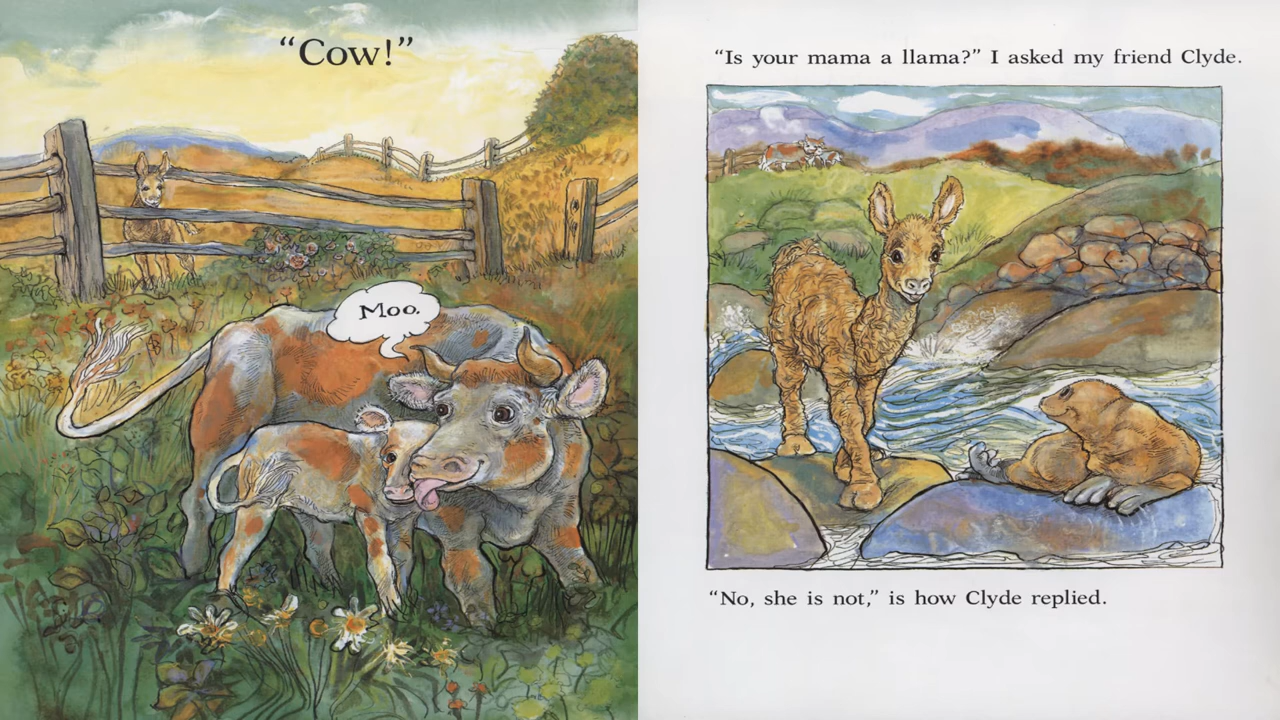 “Cow!”
Moo.
“Is your mama a llama?” I asked my friend Clyde.
“No, she is not,” is how Clyde replied.